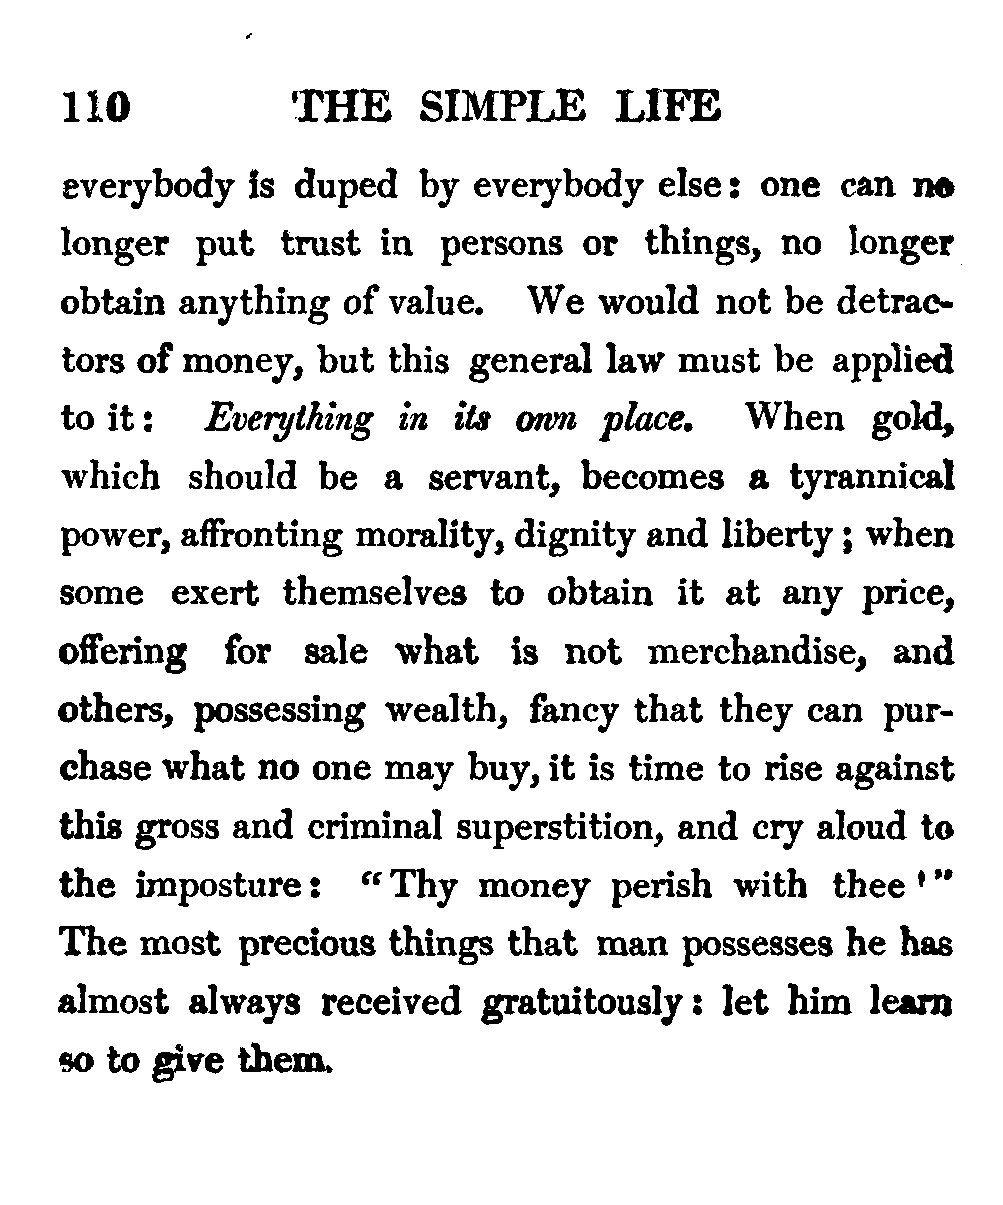 110 THE SIMPLE LIFE
everybody is duped by everybody else: one can no
longer put trust in persons or things, no longer
obtain anything of value. We would not be detrac-
tors of money, but this general law must be applied
to it: Everything in its own place. When gold,
which should be a servant, becomes a tyrannical
power, affronting morality, dignity and liberty; when
some exert themselves to obtain it at any price,
offering for sale what is not merchandise, and
others, possessing wealth, fancy that they can pur-
chase what no one may buy, it is time to rise against
this gross and criminal superstition, and cry aloud to
the imposture: “Thy money perish with thee!”
The most precious things that man possesses he has
almost always received gratuitously: let him learn
so to give them.